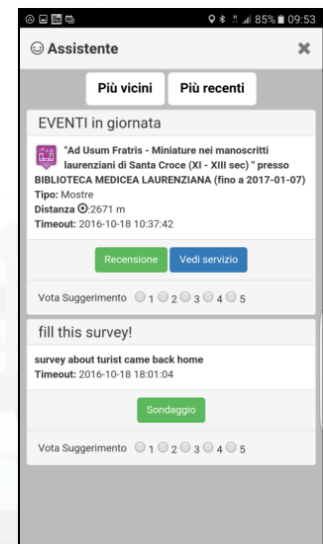 85% 09:53
Assistente
Più vicini Più recenti
EVENTI in giornata
"Ad Usum Fratris - Miniature nei manoscritti
laurenziani di Santa Croce (XI - XIII sec) " presso
BIBLIOTECA MEDICEA LAURENZIANA (fino a 2017-01-07)
Tipo: Mostre
Distanza :2671 m
Timeout: 2016-10-18 10:37:42
Recensione Vedi servizio
Vota Suggerimento 1 2 3 4 5
fill this survey!
survey about turist came back home
Timeout: 2016-10-18 18:01:04
Sondaggio
Vota Suggerimento 1 2 3 4 5